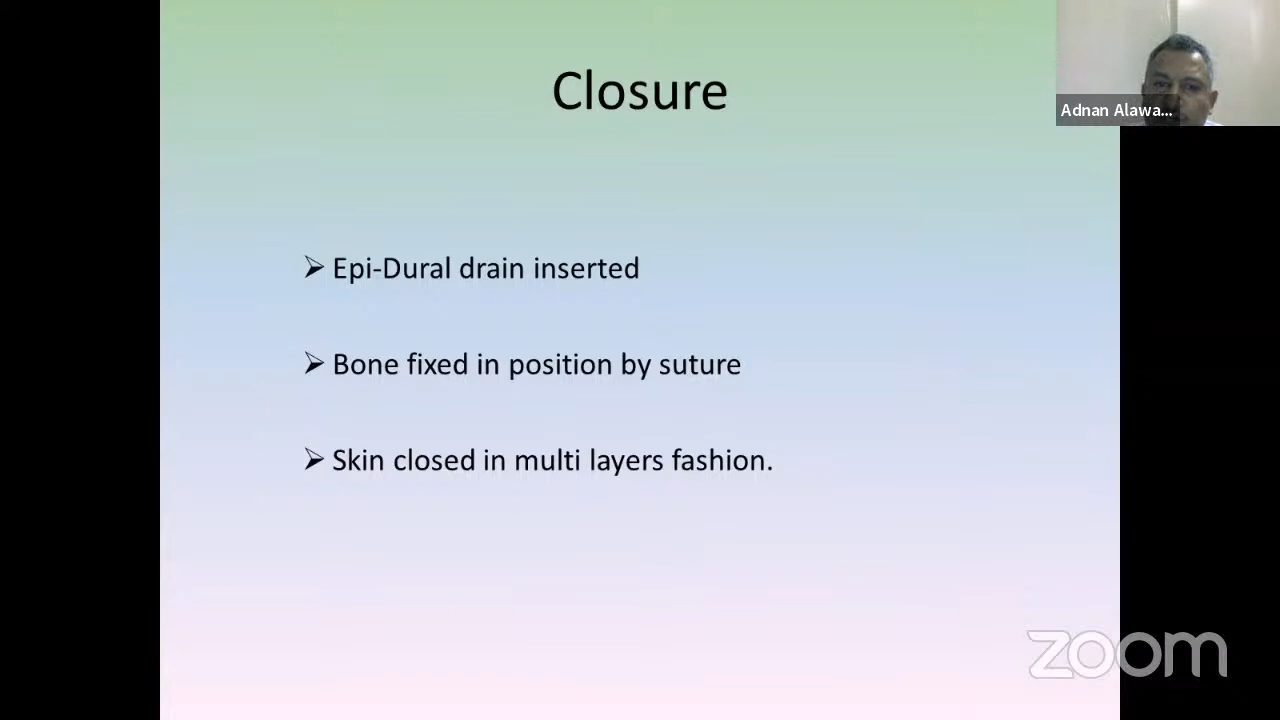 Closure
Adnan Alawa...
➢ Epi-Dural drain inserted
➢ Bone fixed in position by suture
➢ Skin closed in multi layers fashion.
zoom